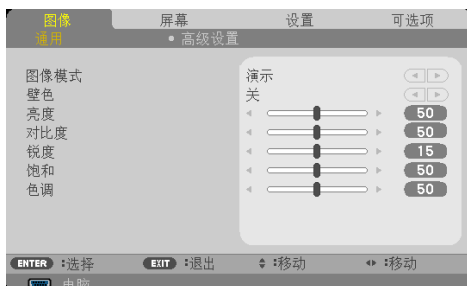 图像 屏幕 设置 可选项
通用 • 高级设置
图像模式 演示
壁色 关
亮度 50
对比度 50
锐度 15
饱和 50
色调 50
ENTER :选择 EXIT :退出 :移动 :移动
电脑